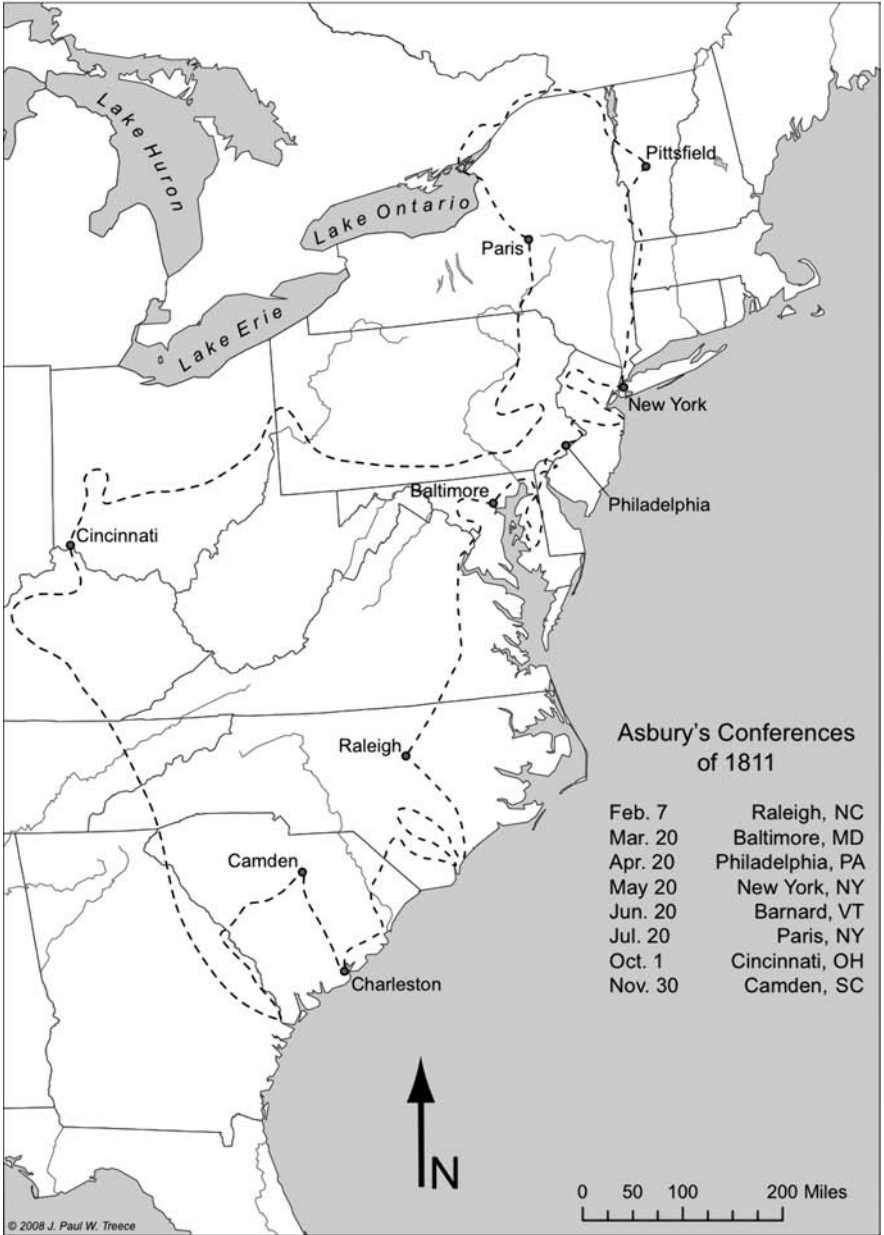 Lake Huron
Pittsfield
Lake Ontario
Paris
Lake Erie
New York
Baltimore
Philadelphia
Cincinnati
Raleigh
Asbury's Conferences
of 1811
Feb. 7 Raleigh, NC
Mar. 20 Baltimore, MD
Apr. 20 Philadelphia, PA
May 20 New York, NY
Jun. 20 Barnard, VT
Jul. 20 Paris, NY
Oct. 1 Cincinnati, OH
Nov. 30 Camden, SC
Camden
Charleston
N
0 50 100 200 Miles
© 2008 J. Paul W. Treece